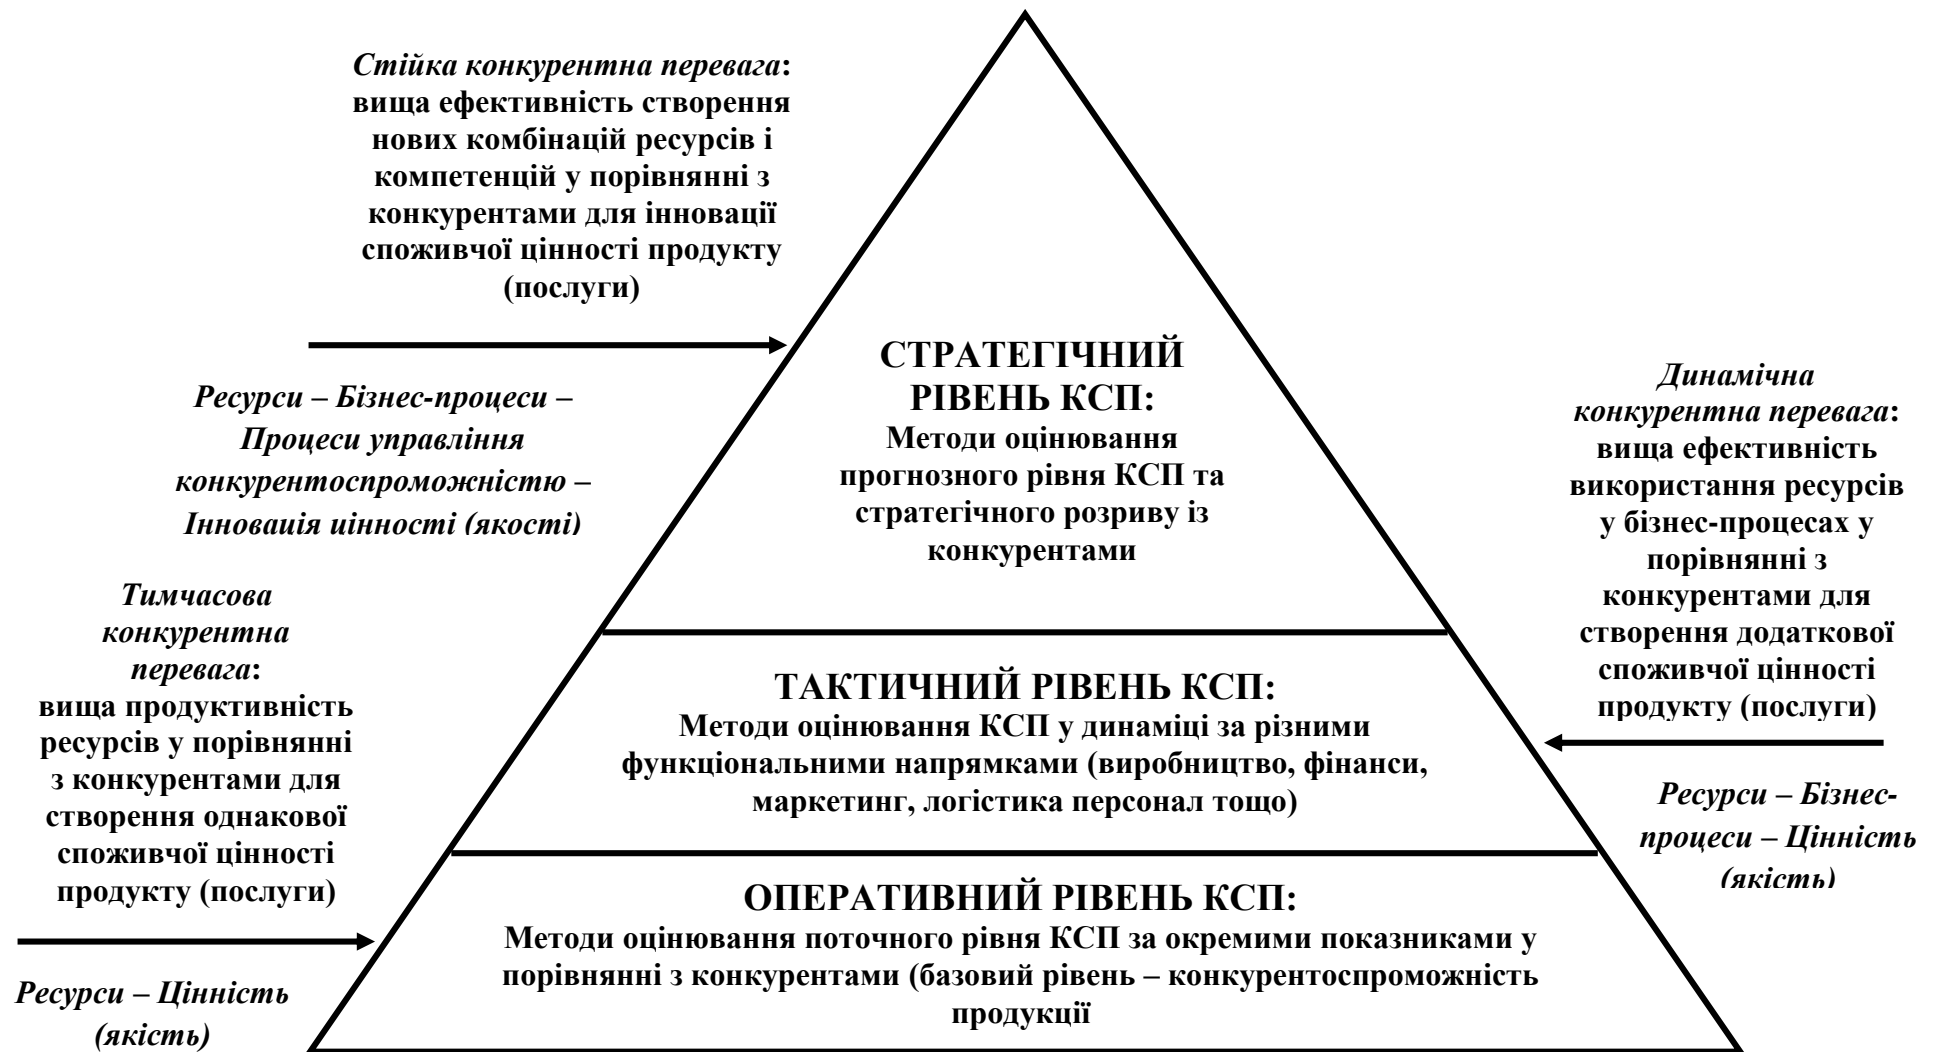 Стійка конкурентна перевага:
вища ефективність створення
нових комбінацій ресурсів і
компетенцій у порівнянні з
конкурентами для інновації
споживчої цінності продукту
(послуги)
Ресурси – Бізнес-процеси –
Процеси управління
конкурентоспроможністю –
Інновація цінності (якості)
Тимчасова
конкурентна
перевага:
вища продуктивність
ресурсів у порівнянні
з конкурентами для
створення однакової
споживчої цінності
продукту (послуги)
Ресурси – Цінність
(якість)
СТРАТЕГІЧНИЙ
РІВЕНЬ КСП:
Методи оцінювання
прогнозного рівня КСП та
стратегічного розриву із
конкурентами
ТАКТИЧНИЙ РІВЕНЬ КСП:
Методи оцінювання КСП у динаміці за різними
функціональними напрямками (виробництво, фінанси,
маркетинг, логістика персонал тощо)
ОПЕРАТИВНИЙ РІВЕНЬ КСП:
Методи оцінювання поточного рівня КСП за окремими показниками у
порівнянні з конкурентами (базовий рівень – конкурентоспроможність
продукції
Динамічна
конкурентна перевага:
вища ефективність
використання ресурсів
у бізнес-процесах у
порівнянні з
конкурентами для
створення додаткової
споживчої цінності
продукту (послуги)
Ресурси – Бізнес-
процеси – Цінність
(якість)